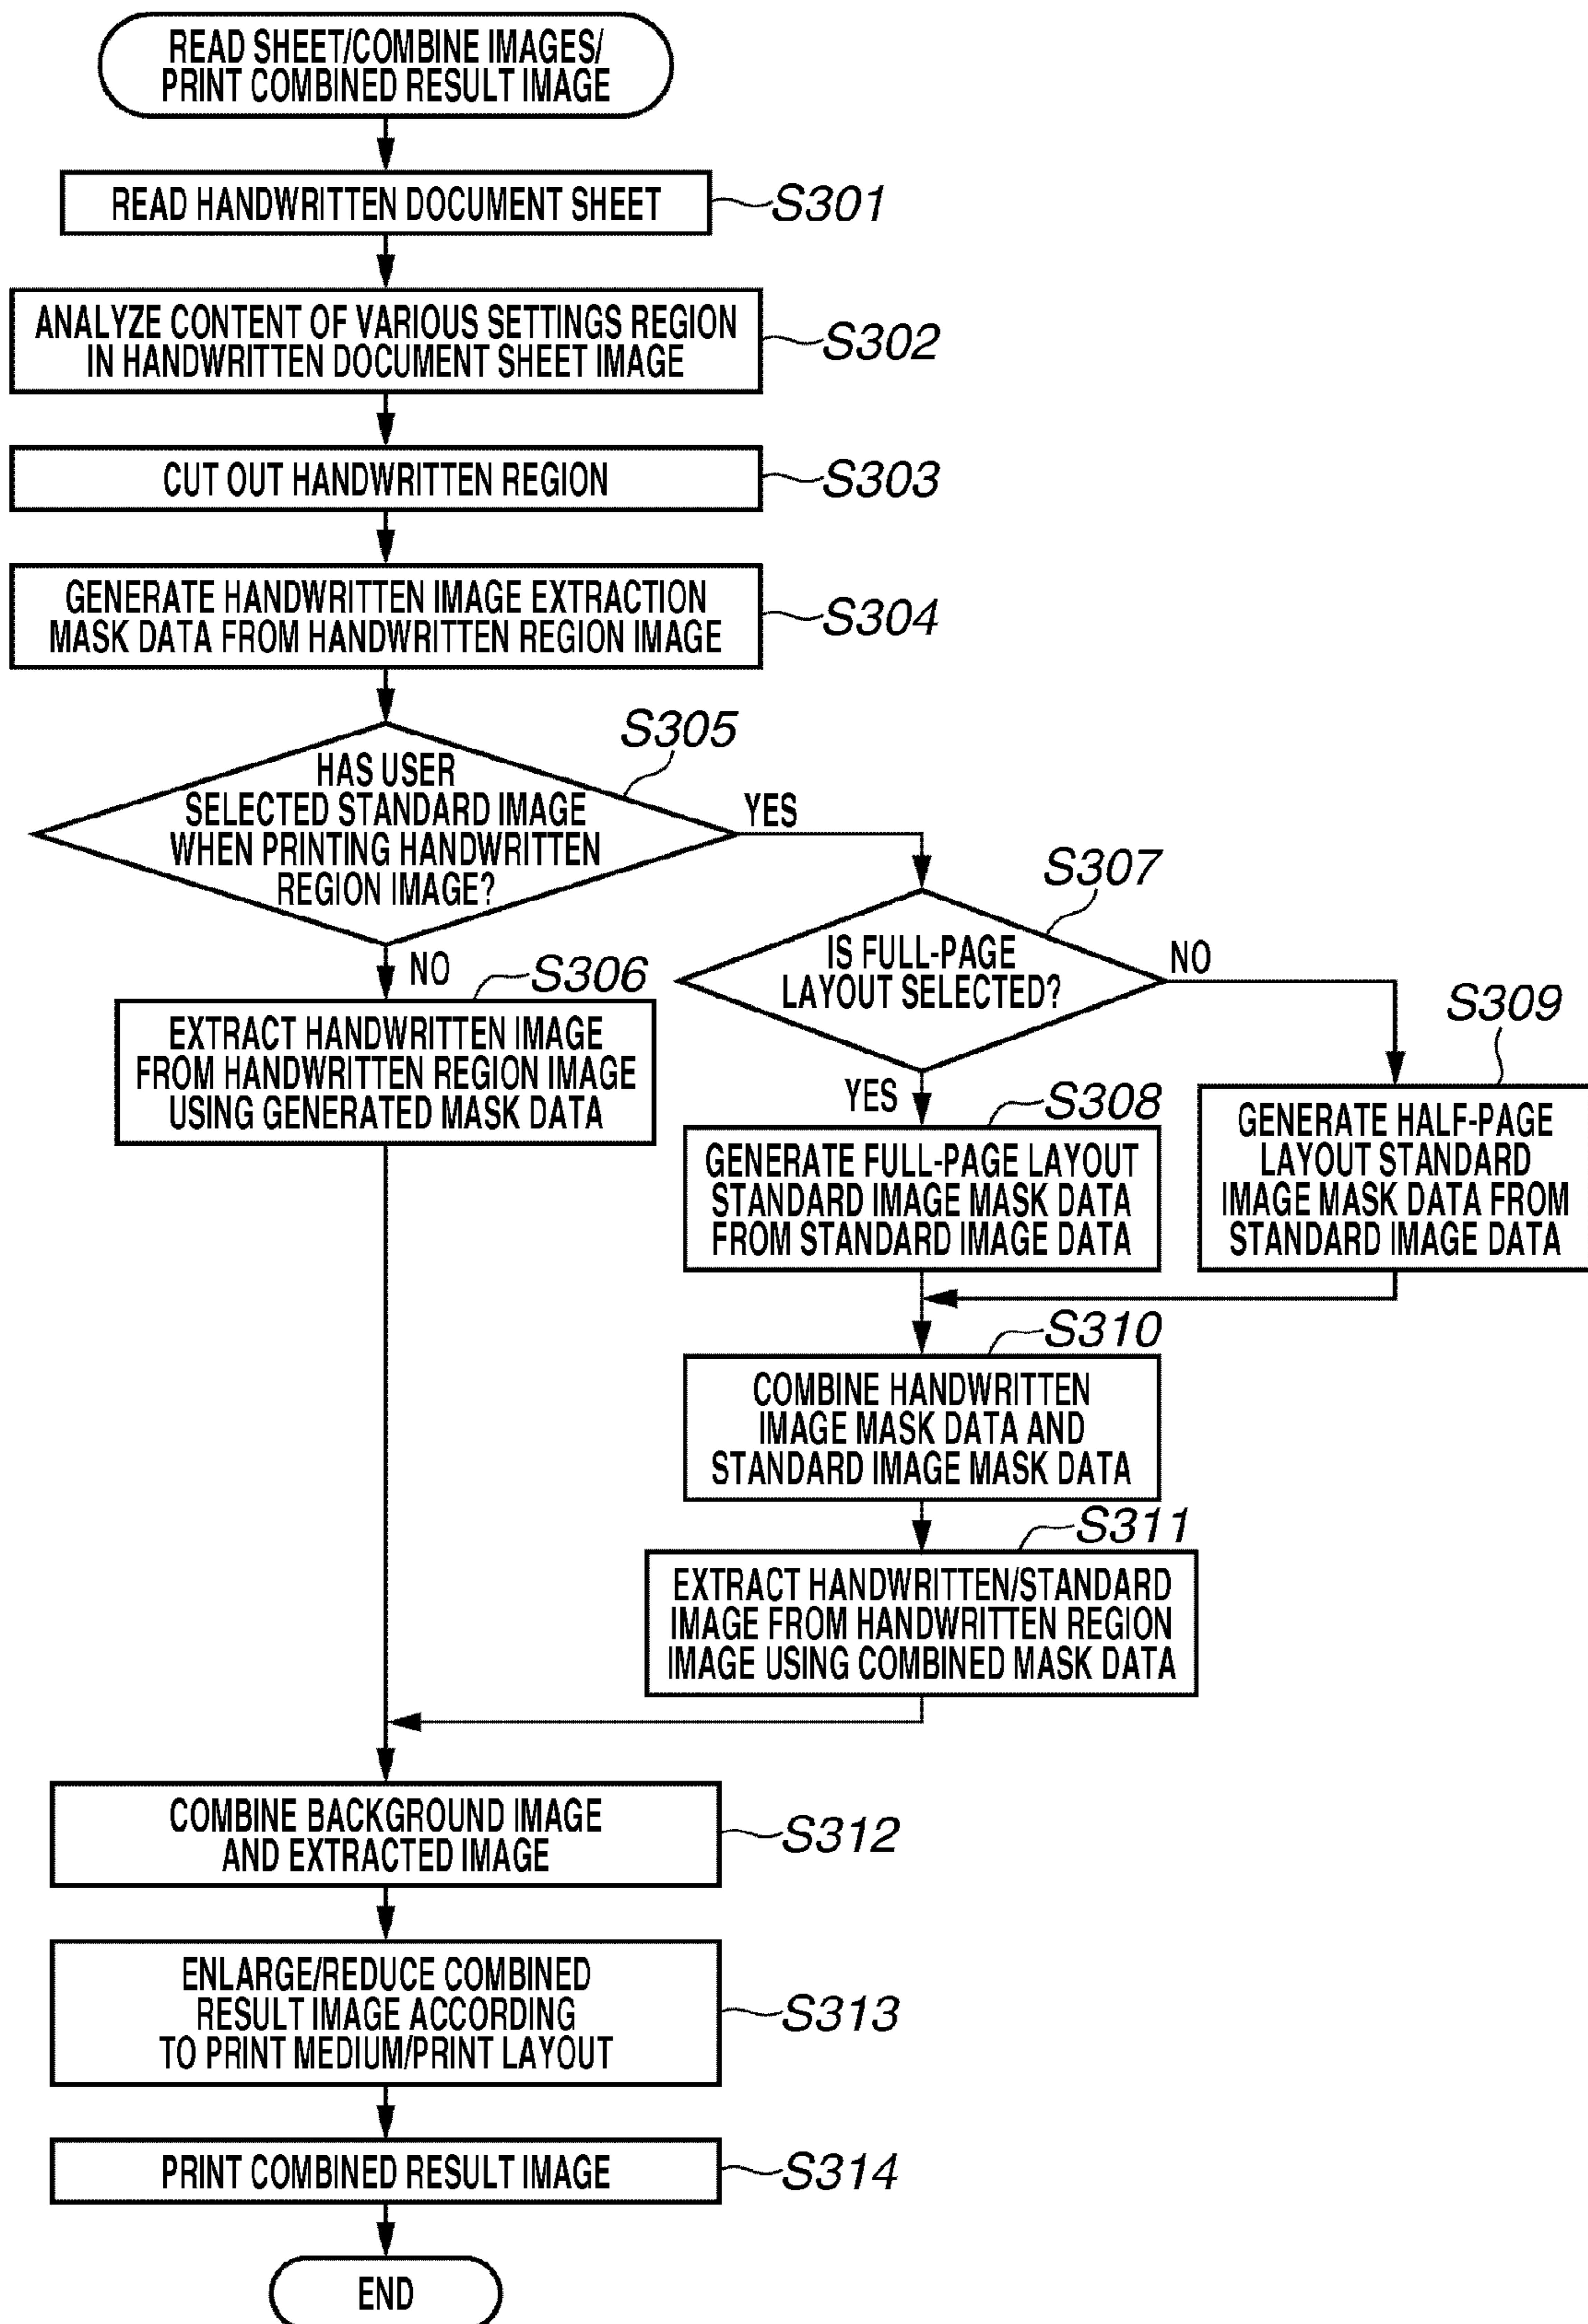 READ SHEET/COMBINE IMAGES/
PRINT COMBINED RESULT IMAGE
READ HANDWRITTEN DOCUMENT SHEET
S301
ANALYZE CONTENT OF VARIOUS SETTINGS REGION
IN HANDWRITTEN DOCUMENT SHEET IMAGE
S302
CUT OUT HANDWRITTEN REGION
S303
GENERATE HANDWRITTEN IMAGE EXTRACTION
MASK DATA FROM HANDWRITTEN REGION IMAGE
S304
S305
HAS USER
SELECTED STANDARD IMAGE
WHEN PRINTING HANDWRITTEN
REGION IMAGE?
YES
NO
S306
EXTRACT HANDWRITTEN IMAGE
FROM HANDWRITTEN REGION IMAGE
USING GENERATED MASK DATA
S307
IS FULL-PAGE
LAYOUT SELECTED?
NO
YES
S308
GENERATE FULL-PAGE LAYOUT
STANDARD IMAGE MASK DATA
FROM STANDARD IMAGE DATA
S309
GENERATE HALF-PAGE
LAYOUT STANDARD
IMAGE MASK DATA FROM
STANDARD IMAGE DATA
S310
COMBINE HANDWRITTEN
IMAGE MASK DATA AND
STANDARD IMAGE MASK DATA
S311
EXTRACT HANDWRITTEN/STANDARD
IMAGE FROM HANDWRITTEN REGION
IMAGE USING COMBINED MASK DATA
COMBINE BACKGROUND IMAGE
AND EXTRACTED IMAGE
S312
ENLARGE/REDUCE COMBINED
RESULT IMAGE ACCORDING
TO PRINT MEDIUM/PRINT LAYOUT
S313
PRINT COMBINED RESULT IMAGE
S314
END